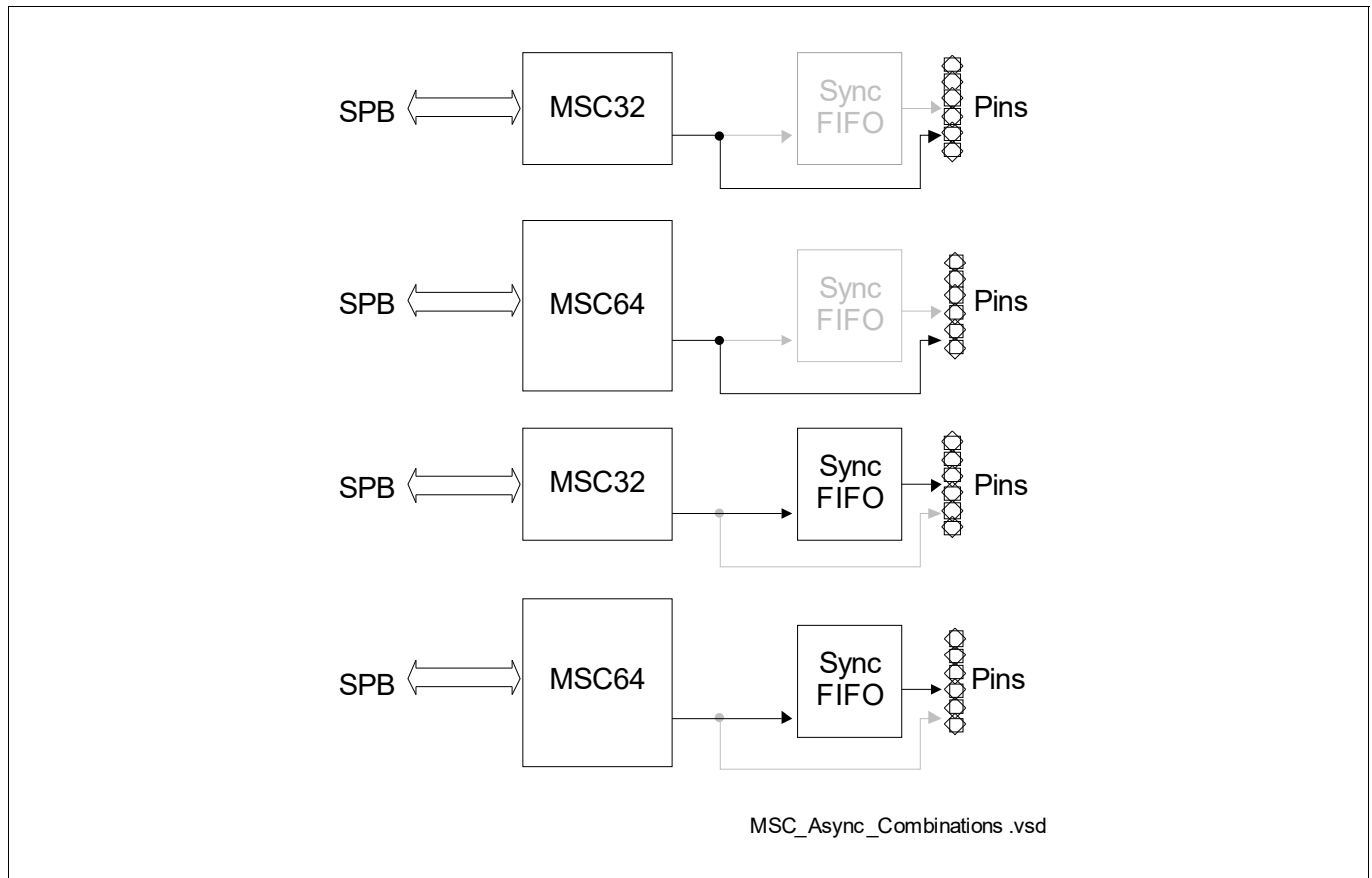 SPB
MSC32
Sync
FIFO
Pins
SPB
MSC64
Sync
FIFO
Pins
SPB
MSC32
Sync
FIFO
Pins
SPB
MSC64
Sync
FIFO
Pins
MSC_Async_Combinations .vsd